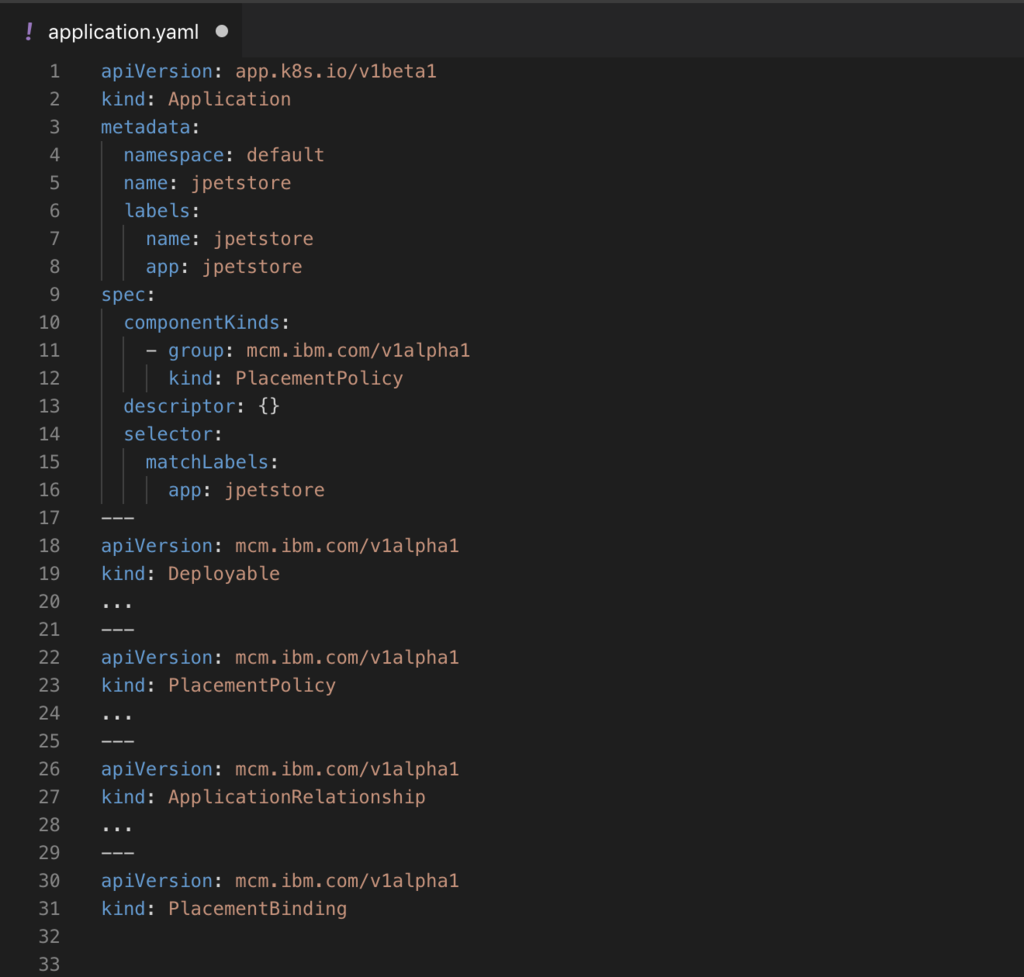 ! application.yaml
1 apiVersion: app.k8s.io/v1beta1
2 kind: Application
3 metadata:
4   namespace: default
5   name: jpetstore
6   labels:
7     name: jpetstore
8     app: jpetstore
9 spec:
10   componentKinds:
11     - group: mcm.ibm.com/v1alpha1
12       kind: PlacementPolicy
13   descriptor: {}
14   selector:
15     matchLabels:
16       app: jpetstore
17 ---
18 apiVersion: mcm.ibm.com/v1alpha1
19 kind: Deployable
20 ...
21 ---
22 apiVersion: mcm.ibm.com/v1alpha1
23 kind: PlacementPolicy
24 ...
25 ---
26 apiVersion: mcm.ibm.com/v1alpha1
27 kind: ApplicationRelationship
28 ...
29 ---
30 apiVersion: mcm.ibm.com/v1alpha1
31 kind: PlacementBinding
32
33